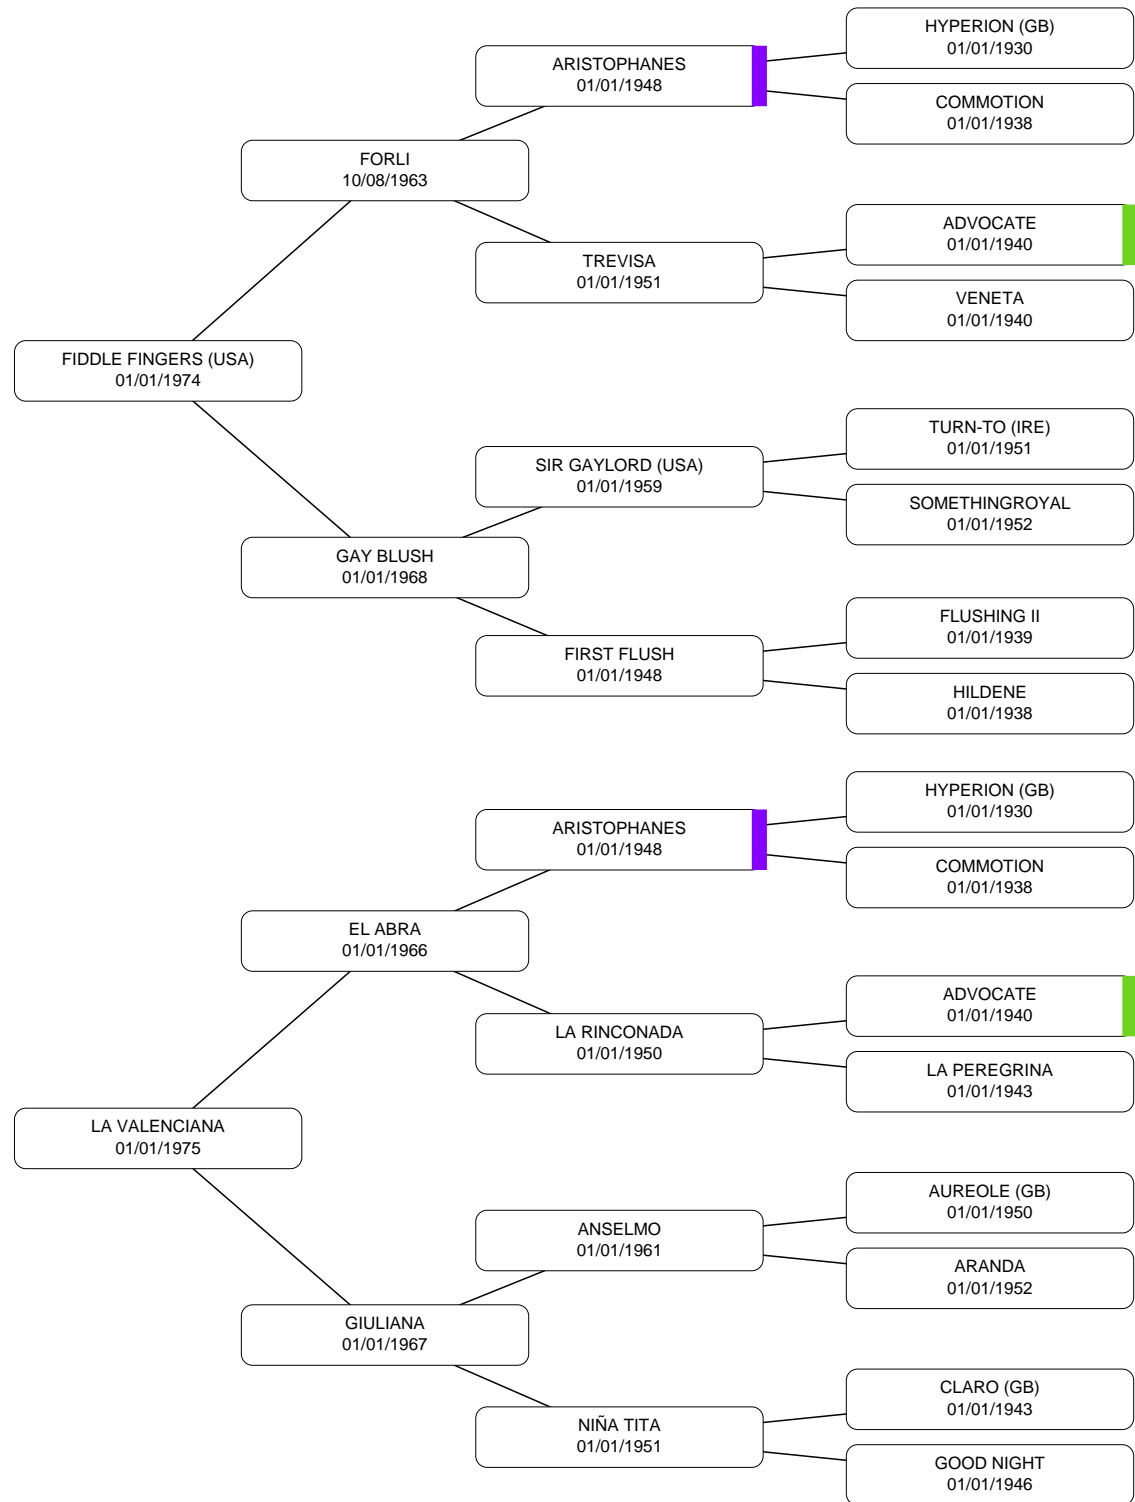 HYPERION (GB)
01/01/1930
ARISTOPHANES
01/01/1948
COMMOTION
01/01/1938
FORLI
10/08/1963
ADVOCATE
01/01/1940
TREVISA
01/01/1951
VENETA
01/01/1940
FIDDLE FINGERS (USA)
01/01/1974
TURN-TO (IRE)
01/01/1951
SIR GAYLORD (USA)
01/01/1959
SOMETHINGROYAL
01/01/1952
GAY BLUSH
01/01/1968
FLUSHING II
01/01/1939
FIRST FLUSH
01/01/1948
HILDENE
01/01/1938
HYPERION (GB)
01/01/1930
ARISTOPHANES
01/01/1948
COMMOTION
01/01/1938
EL ABRA
01/01/1966
ADVOCATE
01/01/1940
LA RINCONADA
01/01/1950
LA PEREGRINA
01/01/1943
LA VALENCIANA
01/01/1975
AUREOLE (GB)
01/01/1950
ANSELMO
01/01/1961
ARANDA
01/01/1952
GIULIANA
01/01/1967
CLARO (GB)
01/01/1943
NIÑA TITA
01/01/1951
GOOD NIGHT
01/01/1946